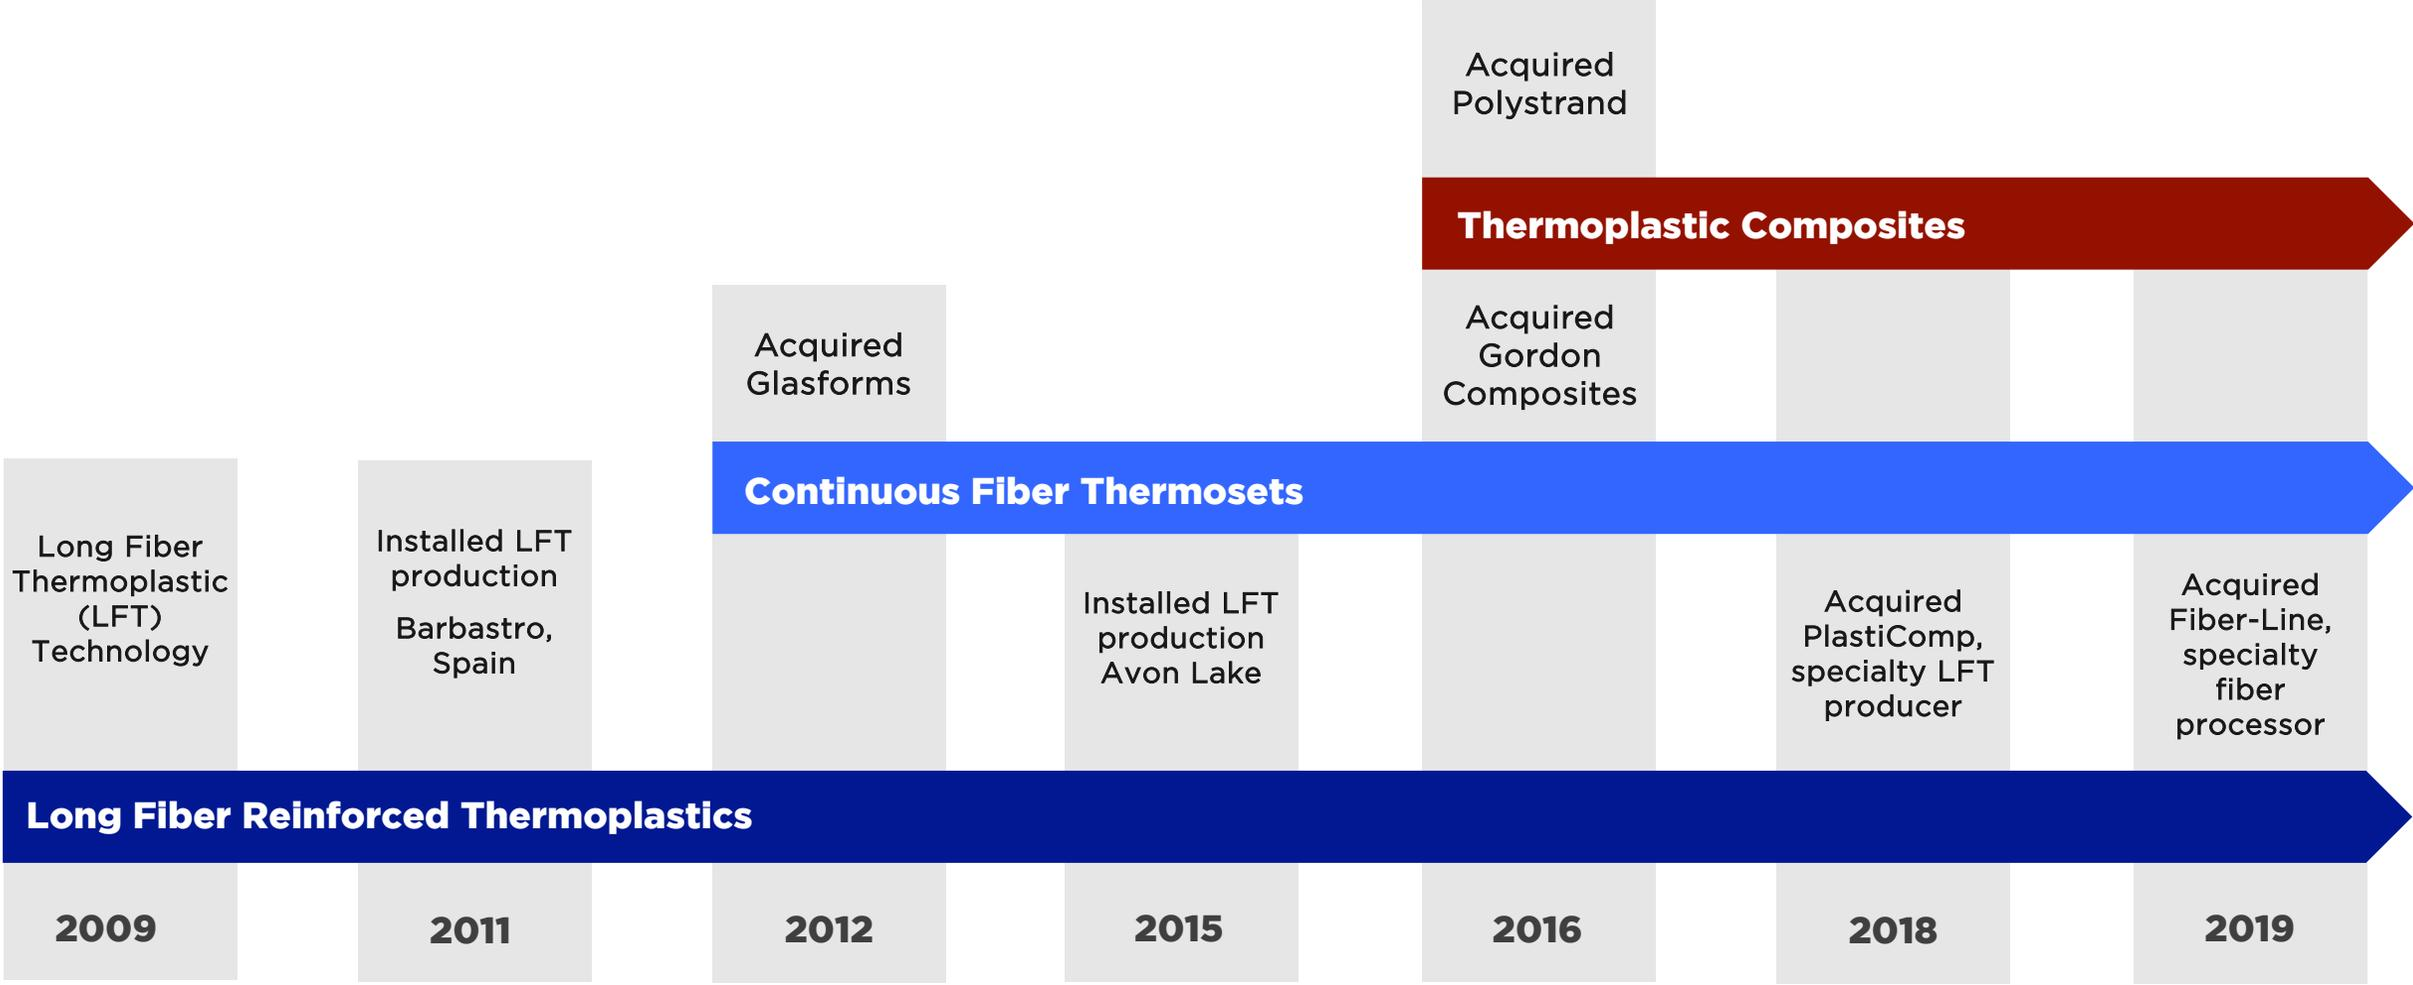 Acquired
Polystrand
Thermoplastic Composites
Acquired
Glasforms
Acquired
Gordon
Composites
Continuous Fiber Thermosets
Long Fiber
Thermoplastic
(LFT)
Technology
Installed LFT
production
Barbastro,
Spain
Installed LFT
production
Avon Lake
Acquired
PlastiComp,
specialty LFT
producer
Acquired
Fiber-Line,
specialty
fiber
processor
Long Fiber Reinforced Thermoplastics
2009
2011
2012
2015
2016
2018
2019